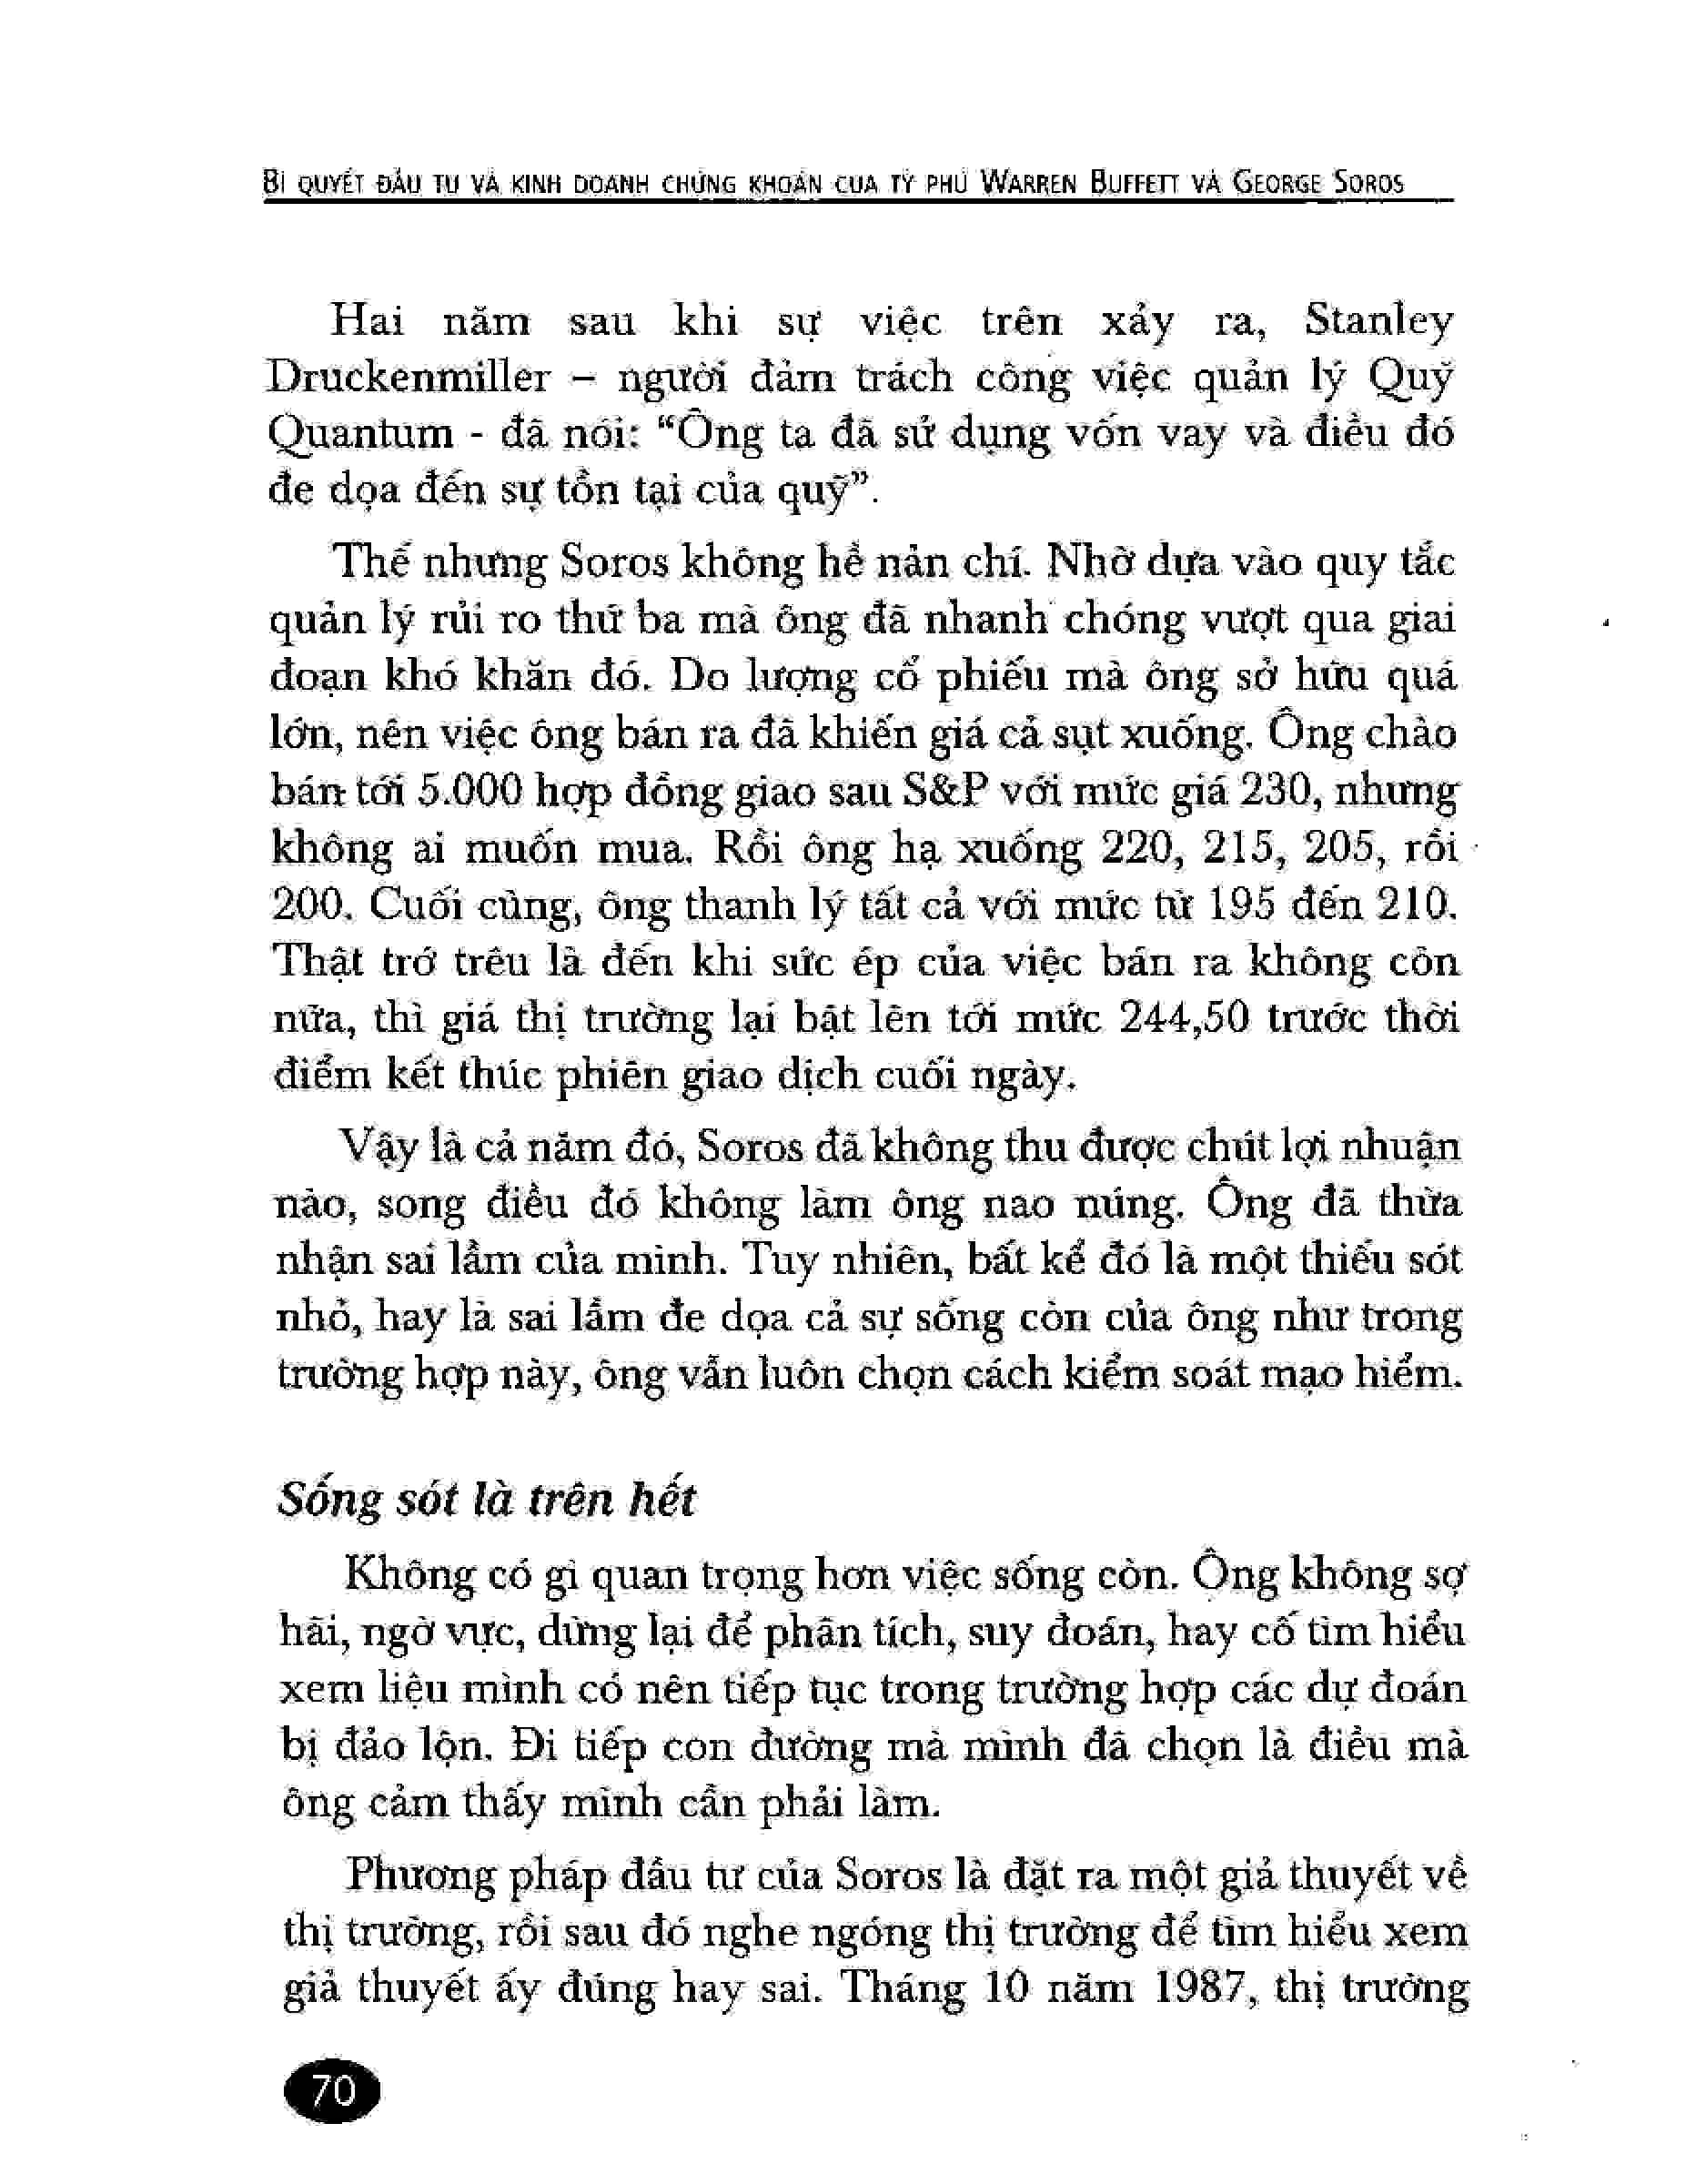 BÍ QUYẾT ĐẦU TƯ VÀ KINH DOANH CHỨNG KHOÁN CỦA TỶ PHÚ WARREN BUFFETT VÀ GEORGE SOROS
Hai năm sau khi sự việc trên xảy ra, Stanley
Druckenmiller – người đảm trách công việc quản lý Quỹ
Quantum - đã nói: “Ông ta đã sử dụng vốn vay và điều đó
đe dọa đến sự tồn tại của quỹ”.
Thế nhưng Soros không hề nản chí. Nhờ dựa vào quy tắc
quản lý rủi ro thứ ba mà ông đã nhanh chóng vượt qua giai
đoạn khó khăn đó. Do lượng cổ phiếu mà ông sở hữu quá
lớn, nên việc ông bán ra đã khiến giá cả sụt xuống. Ông chào
bán tới 5.000 hợp đồng giao sau S&P với mức giá 230, nhưng
không ai muốn mua. Rồi ông hạ xuống 220, 215, 205, rồi
200. Cuối cùng, ông thanh lý tất cả với mức từ 195 đến 210.
Thật trớ trêu là đến khi sức ép của việc bán ra không còn
nữa, thì giá thị trường lại bật lên tới mức 244,50 trước thời
điểm kết thúc phiên giao dịch cuối ngày.
Vậy là cả năm đó, Soros đã không thu được chút lợi nhuận
nào, song điều đó không làm ông nao núng. Ông đã thừa
nhận sai lầm của mình. Tuy nhiên, bất kể đó là một thiếu sót
nhỏ, hay là sai lầm đe dọa cả sự sống còn của ông như trong
trường hợp này, ông vẫn luôn chọn cách kiểm soát mạo hiểm.
Sống sót là trên hết
Không có gì quan trọng hơn việc sống còn. Ông không sợ
hãi, ngờ vực, dừng lại để phân tích, suy đoán, hay cố tìm hiểu
xem liệu mình có nên tiếp tục trong trường hợp các dự đoán
bị đảo lộn. Đi tiếp con đường mà mình đã chọn là điều mà
ông cảm thấy mình cần phải làm.
Phương pháp đầu tư của Soros là đặt ra một giả thuyết về
thị trường, rồi sau đó nghe ngóng thị trường để tìm hiểu xem
giả thuyết ấy đúng hay sai. Tháng 10 năm 1987, thị trường
70